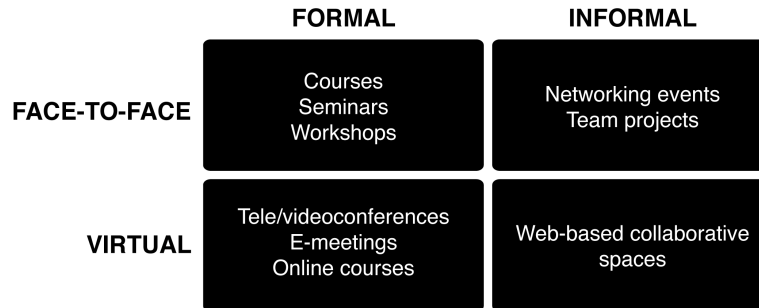 FORMAL
INFORMAL
FACE-TO-FACE
Courses
Seminars
Workshops
Networking events
Team projects
VIRTUAL
Tele/videoconferences
E-meetings
Online courses
Web-based collaborative
spaces